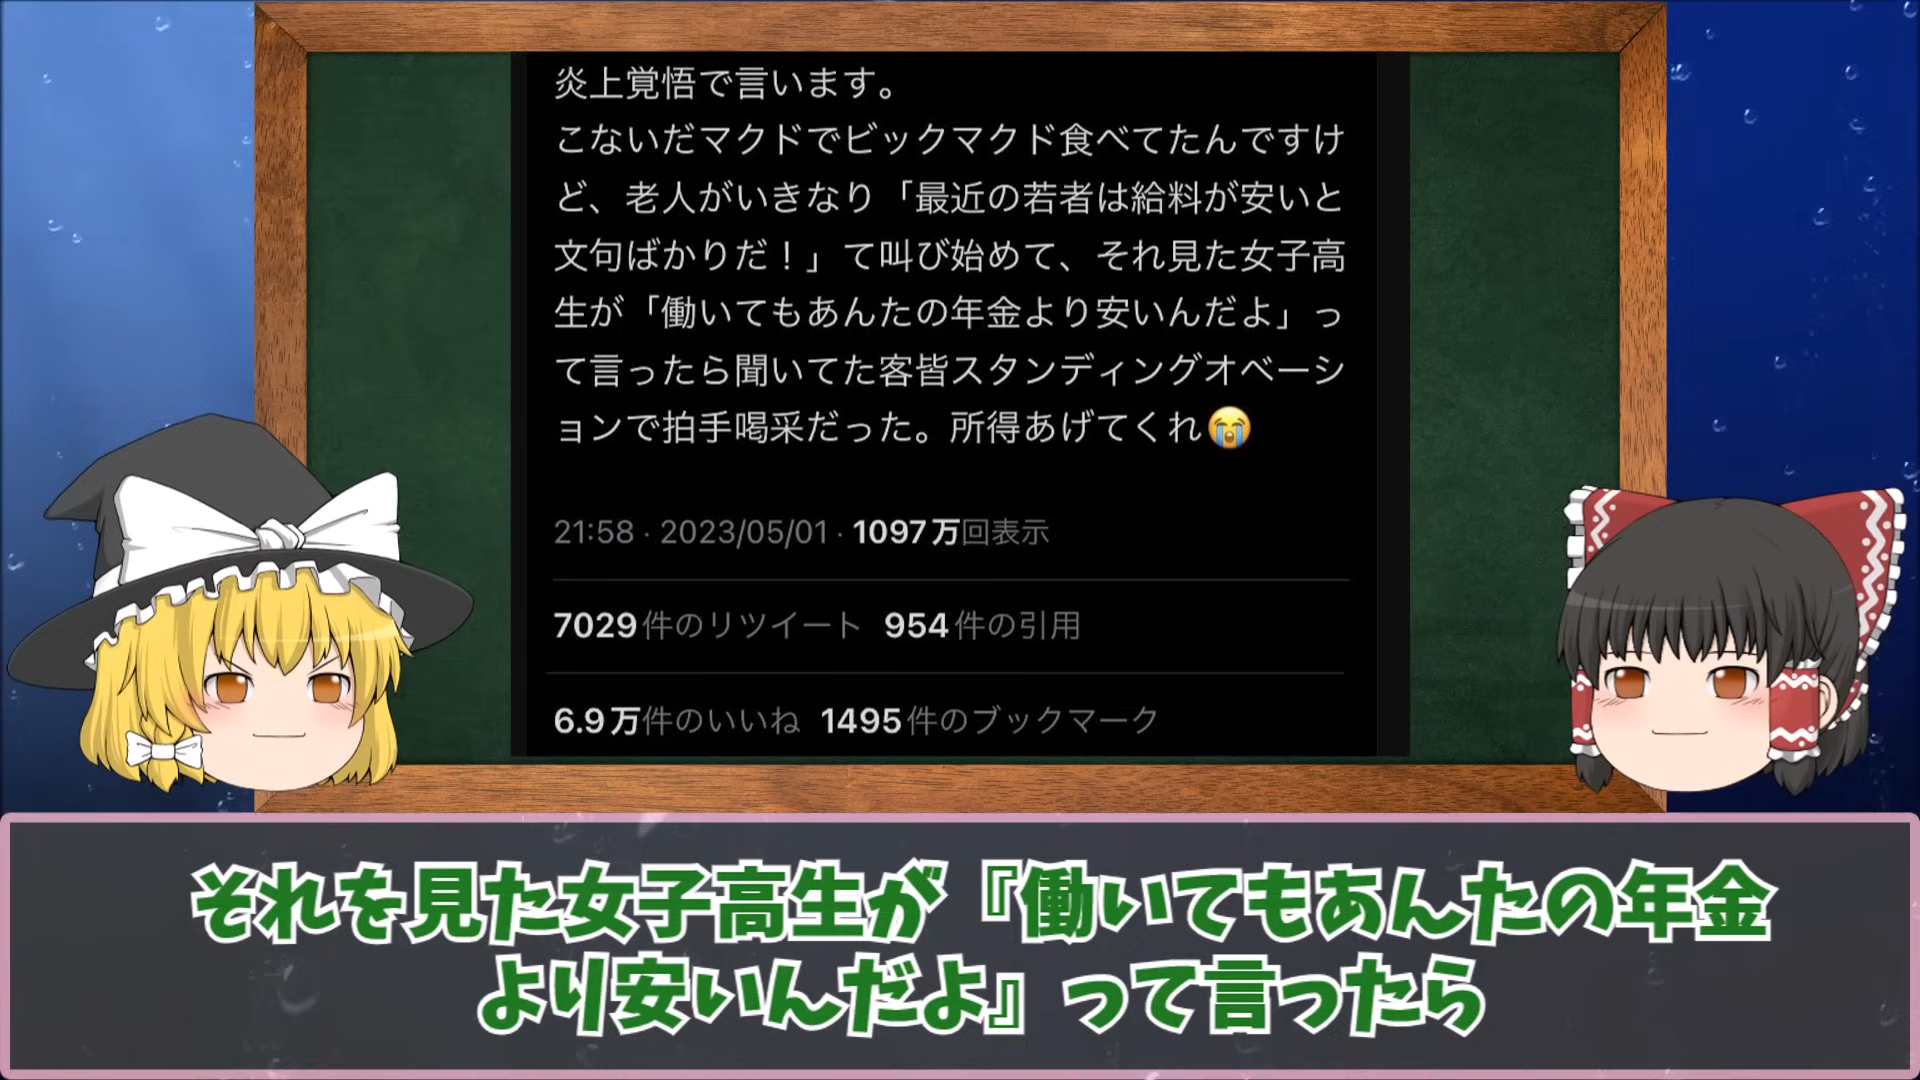 炎上覚悟で言います。
こないだマクドでビックマクド食べてたんですけ
ど、老人がいきなり「最近の若者は給料が安いと
文句ばかりだ！」て叫び始めて、それ見た女子高
生が「働いてもあんたの年金より安いんだよ」っ
て言ったら聞いてた客皆スタンディングオベーシ
ョンで拍手喝采だった。所得あげてくれ😭
21:58 · 2023/05/01 · 1097万回表示
7029件のリツイート 954件の引用
6.9万件のいいね 1495件のブックマーク
それを見た女子高生が『働いてもあんたの年金
より安いんだよ』って言ったら